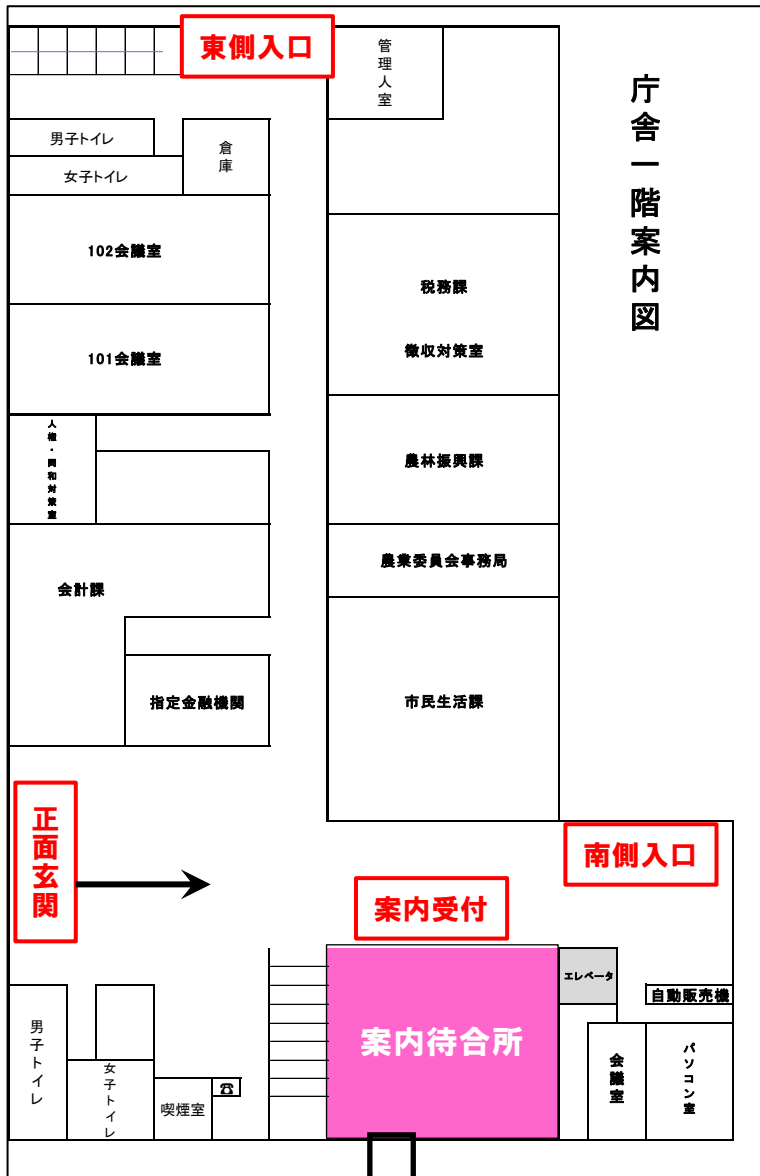 東側入口
管理人室
庁舎一階案内図
男子トイレ
女子トイレ
倉庫
102会議室
税務課
徴収対策室
101会議室
人権・同和対策室
農林振興課
農業委員会事務局
会計課
指定金融機関
市民生活課
正面玄関
南側入口
案内受付
エレベータ
自動販売機
案内待合所
男子トイレ
女子トイレ
喫煙室
☎
会議室
パソコン室